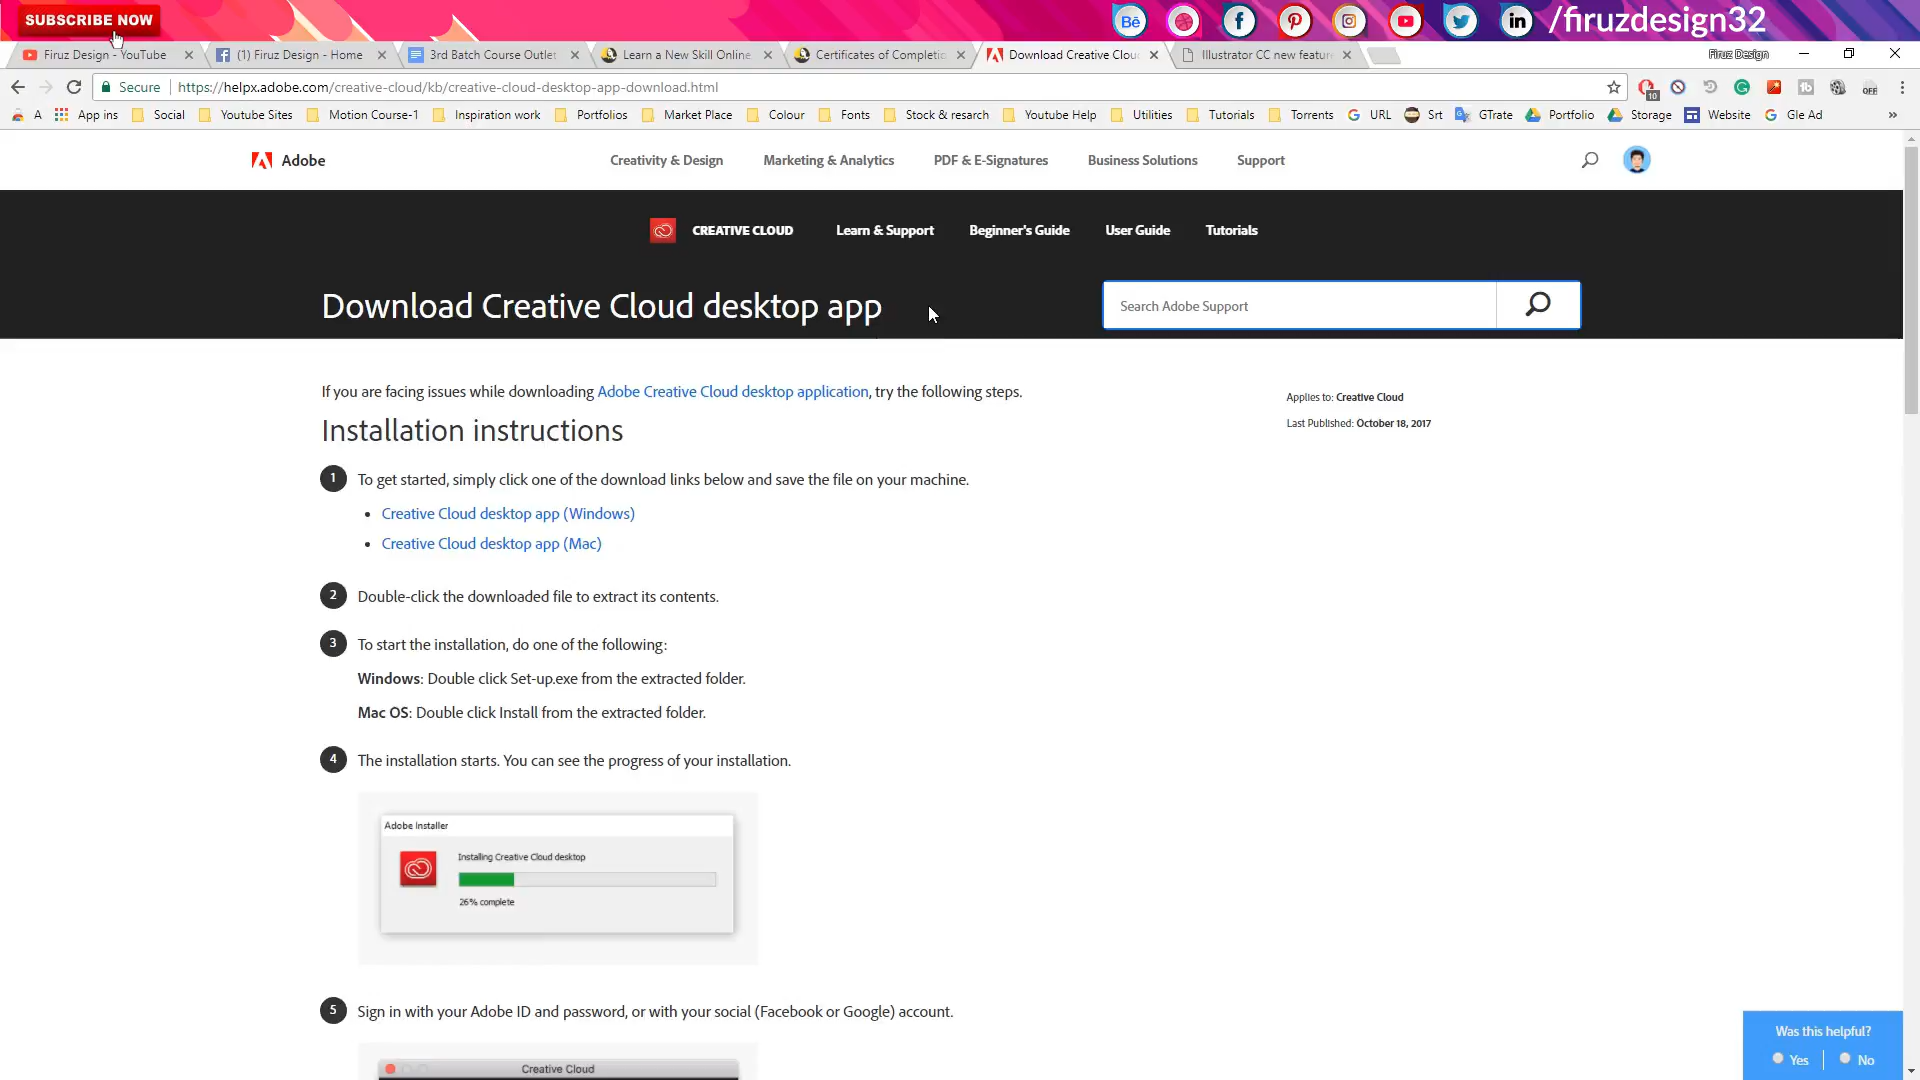 SUBSCRIBE NOW
Bē
/firuzdesign32
Firuz Design - YouTube
(1) Firuz Design - Home
3rd Batch Course Outlet
Learn a New Skill Online
Certificates of Completi
Download Creative Clou
Illustrator CC new featur
Firuz Design
Secure
https://helpx.adobe.com/creative-cloud/kb/creative-cloud-desktop-app-download.html
10
OFF
A
App ins
Social
Youtube Sites
Motion Course-1
Inspiration work
Portfolios
Market Place
Colour
Fonts
Stock & resarch
Youtube Help
Utilities
Tutorials
Torrents
URL
Srt
GTrate
Portfolio
Storage
Website
Gle Ad
Adobe
Creativity & Design
Marketing & Analytics
PDF & E-Signatures
Business Solutions
Support
CREATIVE CLOUD
Learn & Support
Beginner's Guide
User Guide
Tutorials
Download Creative Cloud desktop app
Search Adobe Support
If you are facing issues while downloading Adobe Creative Cloud desktop application, try the following steps.
Applies to: Creative Cloud
Last Published: October 18, 2017
Installation instructions
1 To get started, simply click one of the download links below and save the file on your machine.
• Creative Cloud desktop app (Windows)
• Creative Cloud desktop app (Mac)
2 Double-click the downloaded file to extract its contents.
3 To start the installation, do one of the following:
Windows: Double click Set-up.exe from the extracted folder.
Mac OS: Double click Install from the extracted folder.
4 The installation starts. You can see the progress of your installation.
Adobe Installer
Installing Creative Cloud desktop
26% complete
5 Sign in with your Adobe ID and password, or with your social (Facebook or Google) account.
Creative Cloud
Was this helpful?
Yes
No